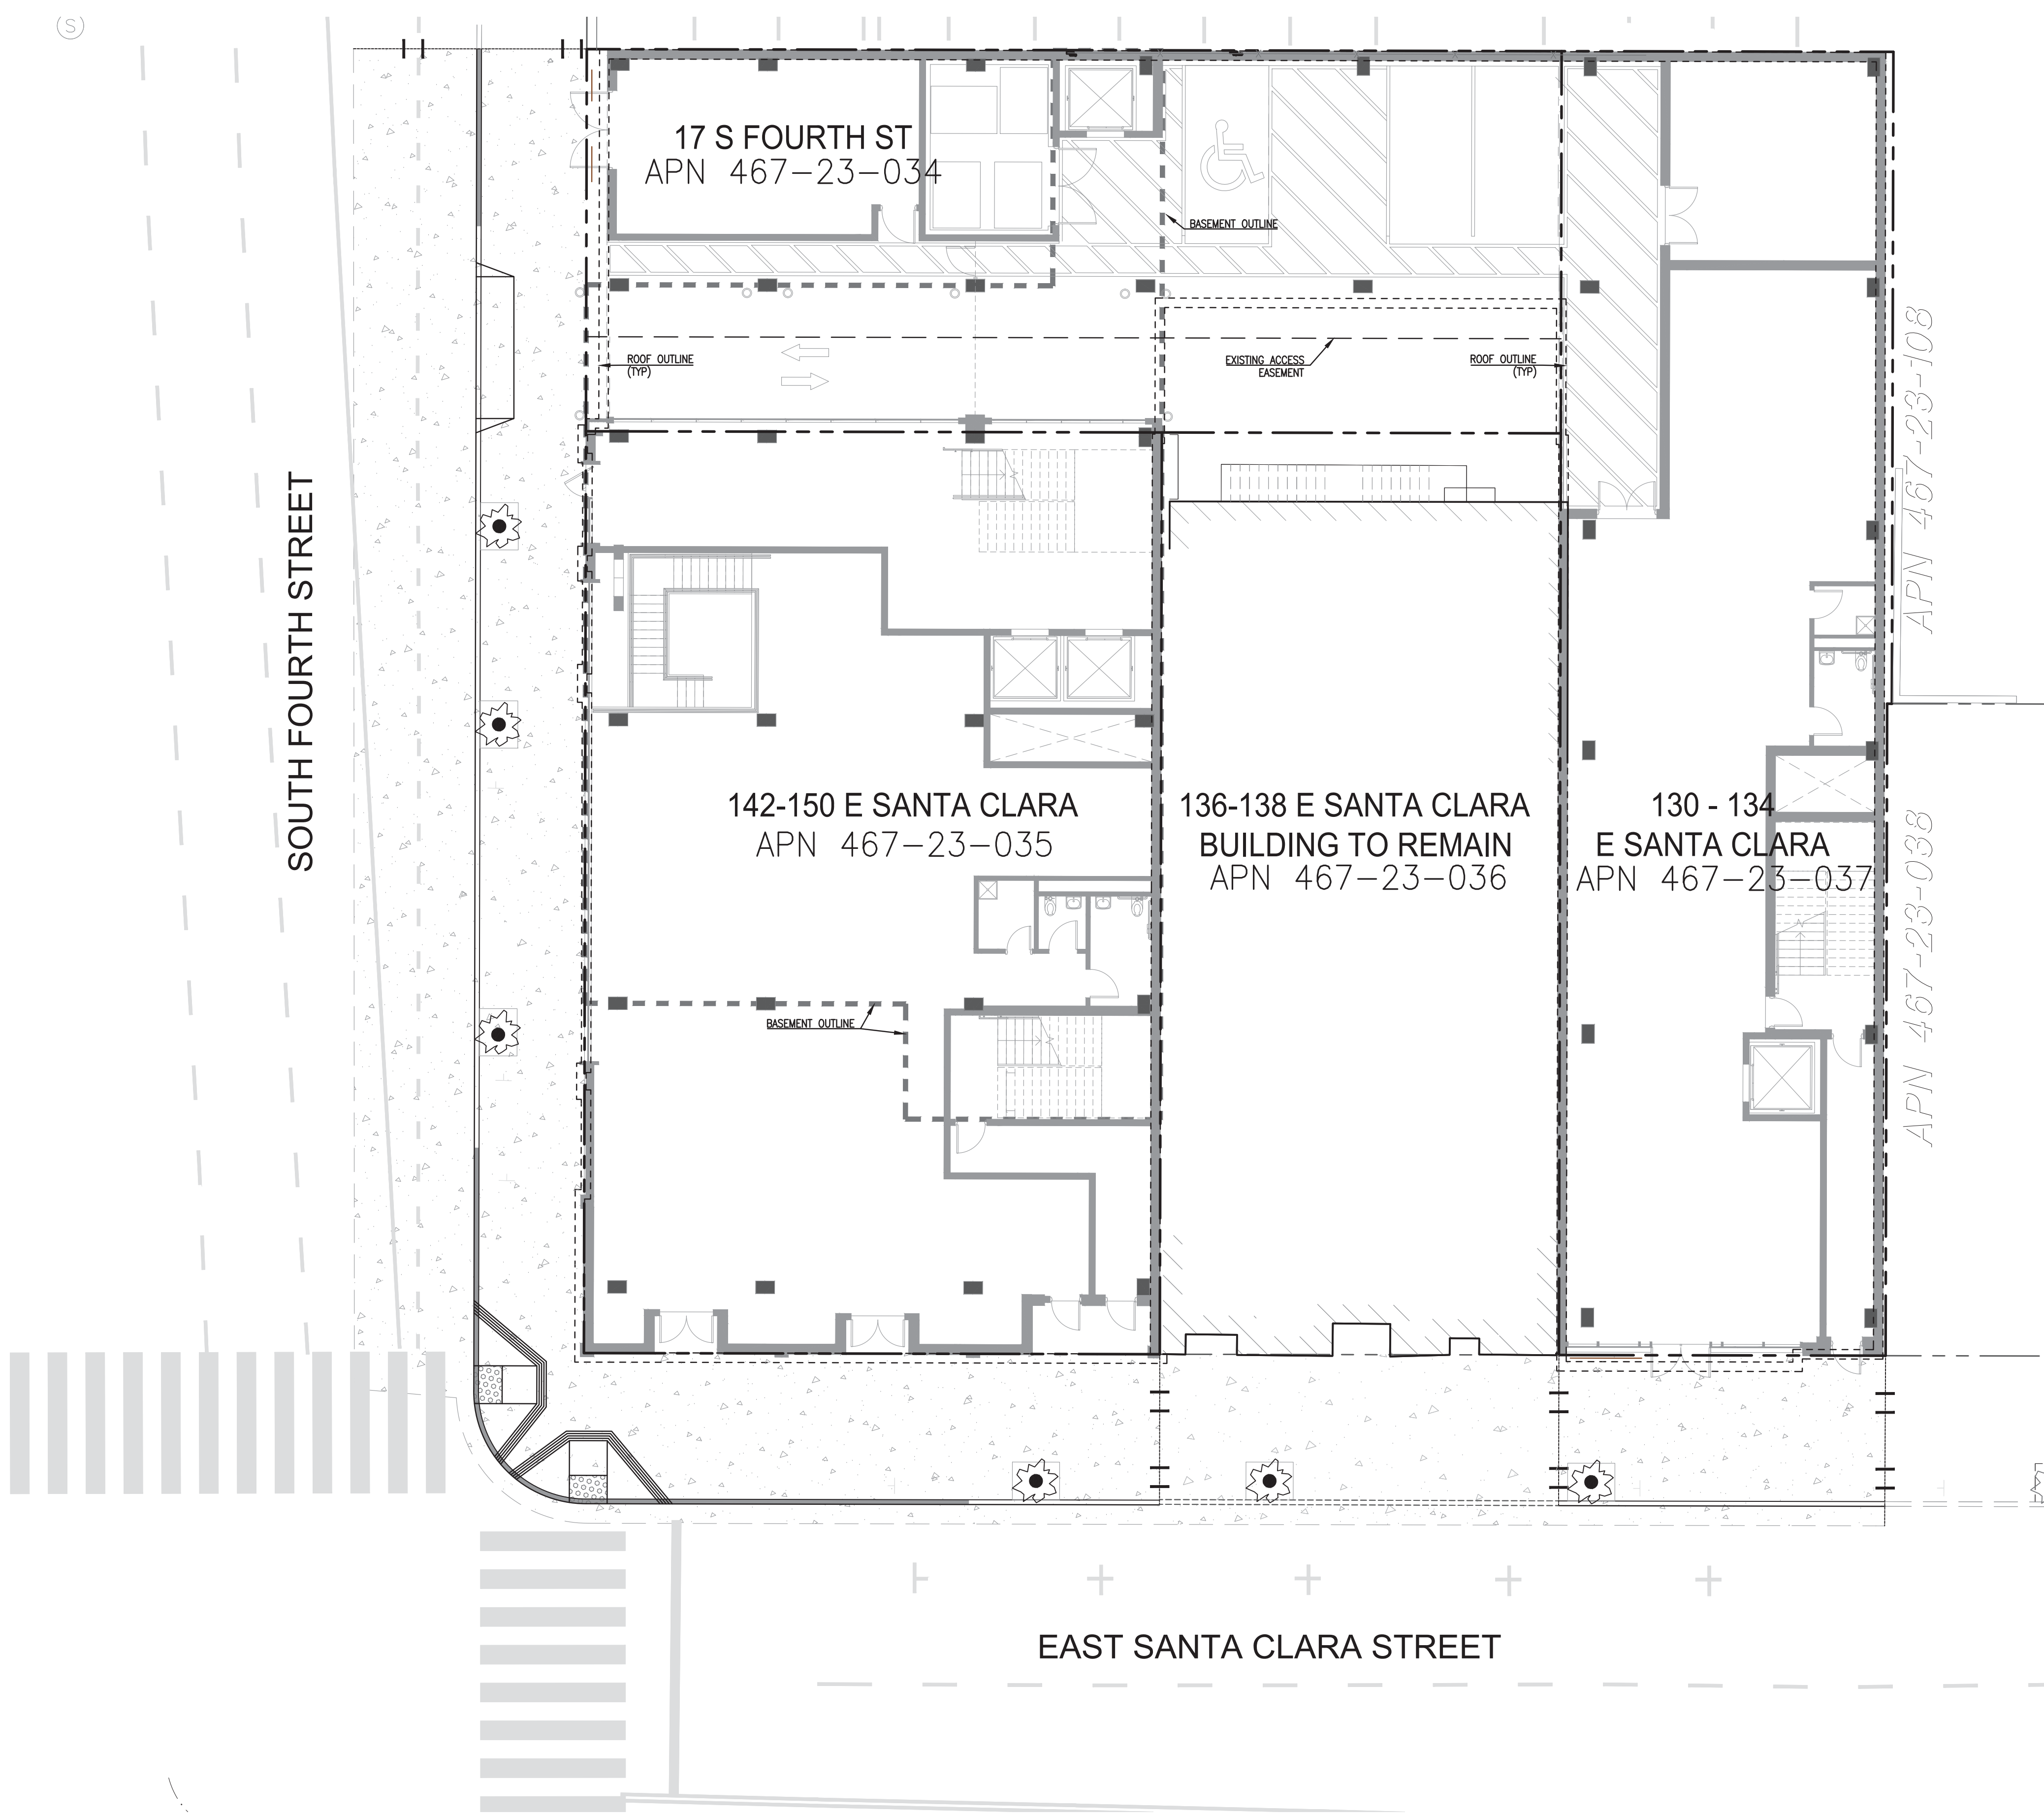 S
17 S FOURTH ST
APN 467-23-034
BASEMENT OUTLINE
ROOF OUTLINE
(TYP)
EXISTING ACCESS
EASEMENT
ROOF OUTLINE
(TYP)
APN 467-23-108
SOUTH FOURTH STREET
142-150 E SANTA CLARA
APN 467-23-035
136-138 E SANTA CLARA
BUILDING TO REMAIN
APN 467-23-036
130 - 134
E SANTA CLARA
APN 467-23-037
APN 467-23-038
BASEMENT OUTLINE
EAST SANTA CLARA STREET